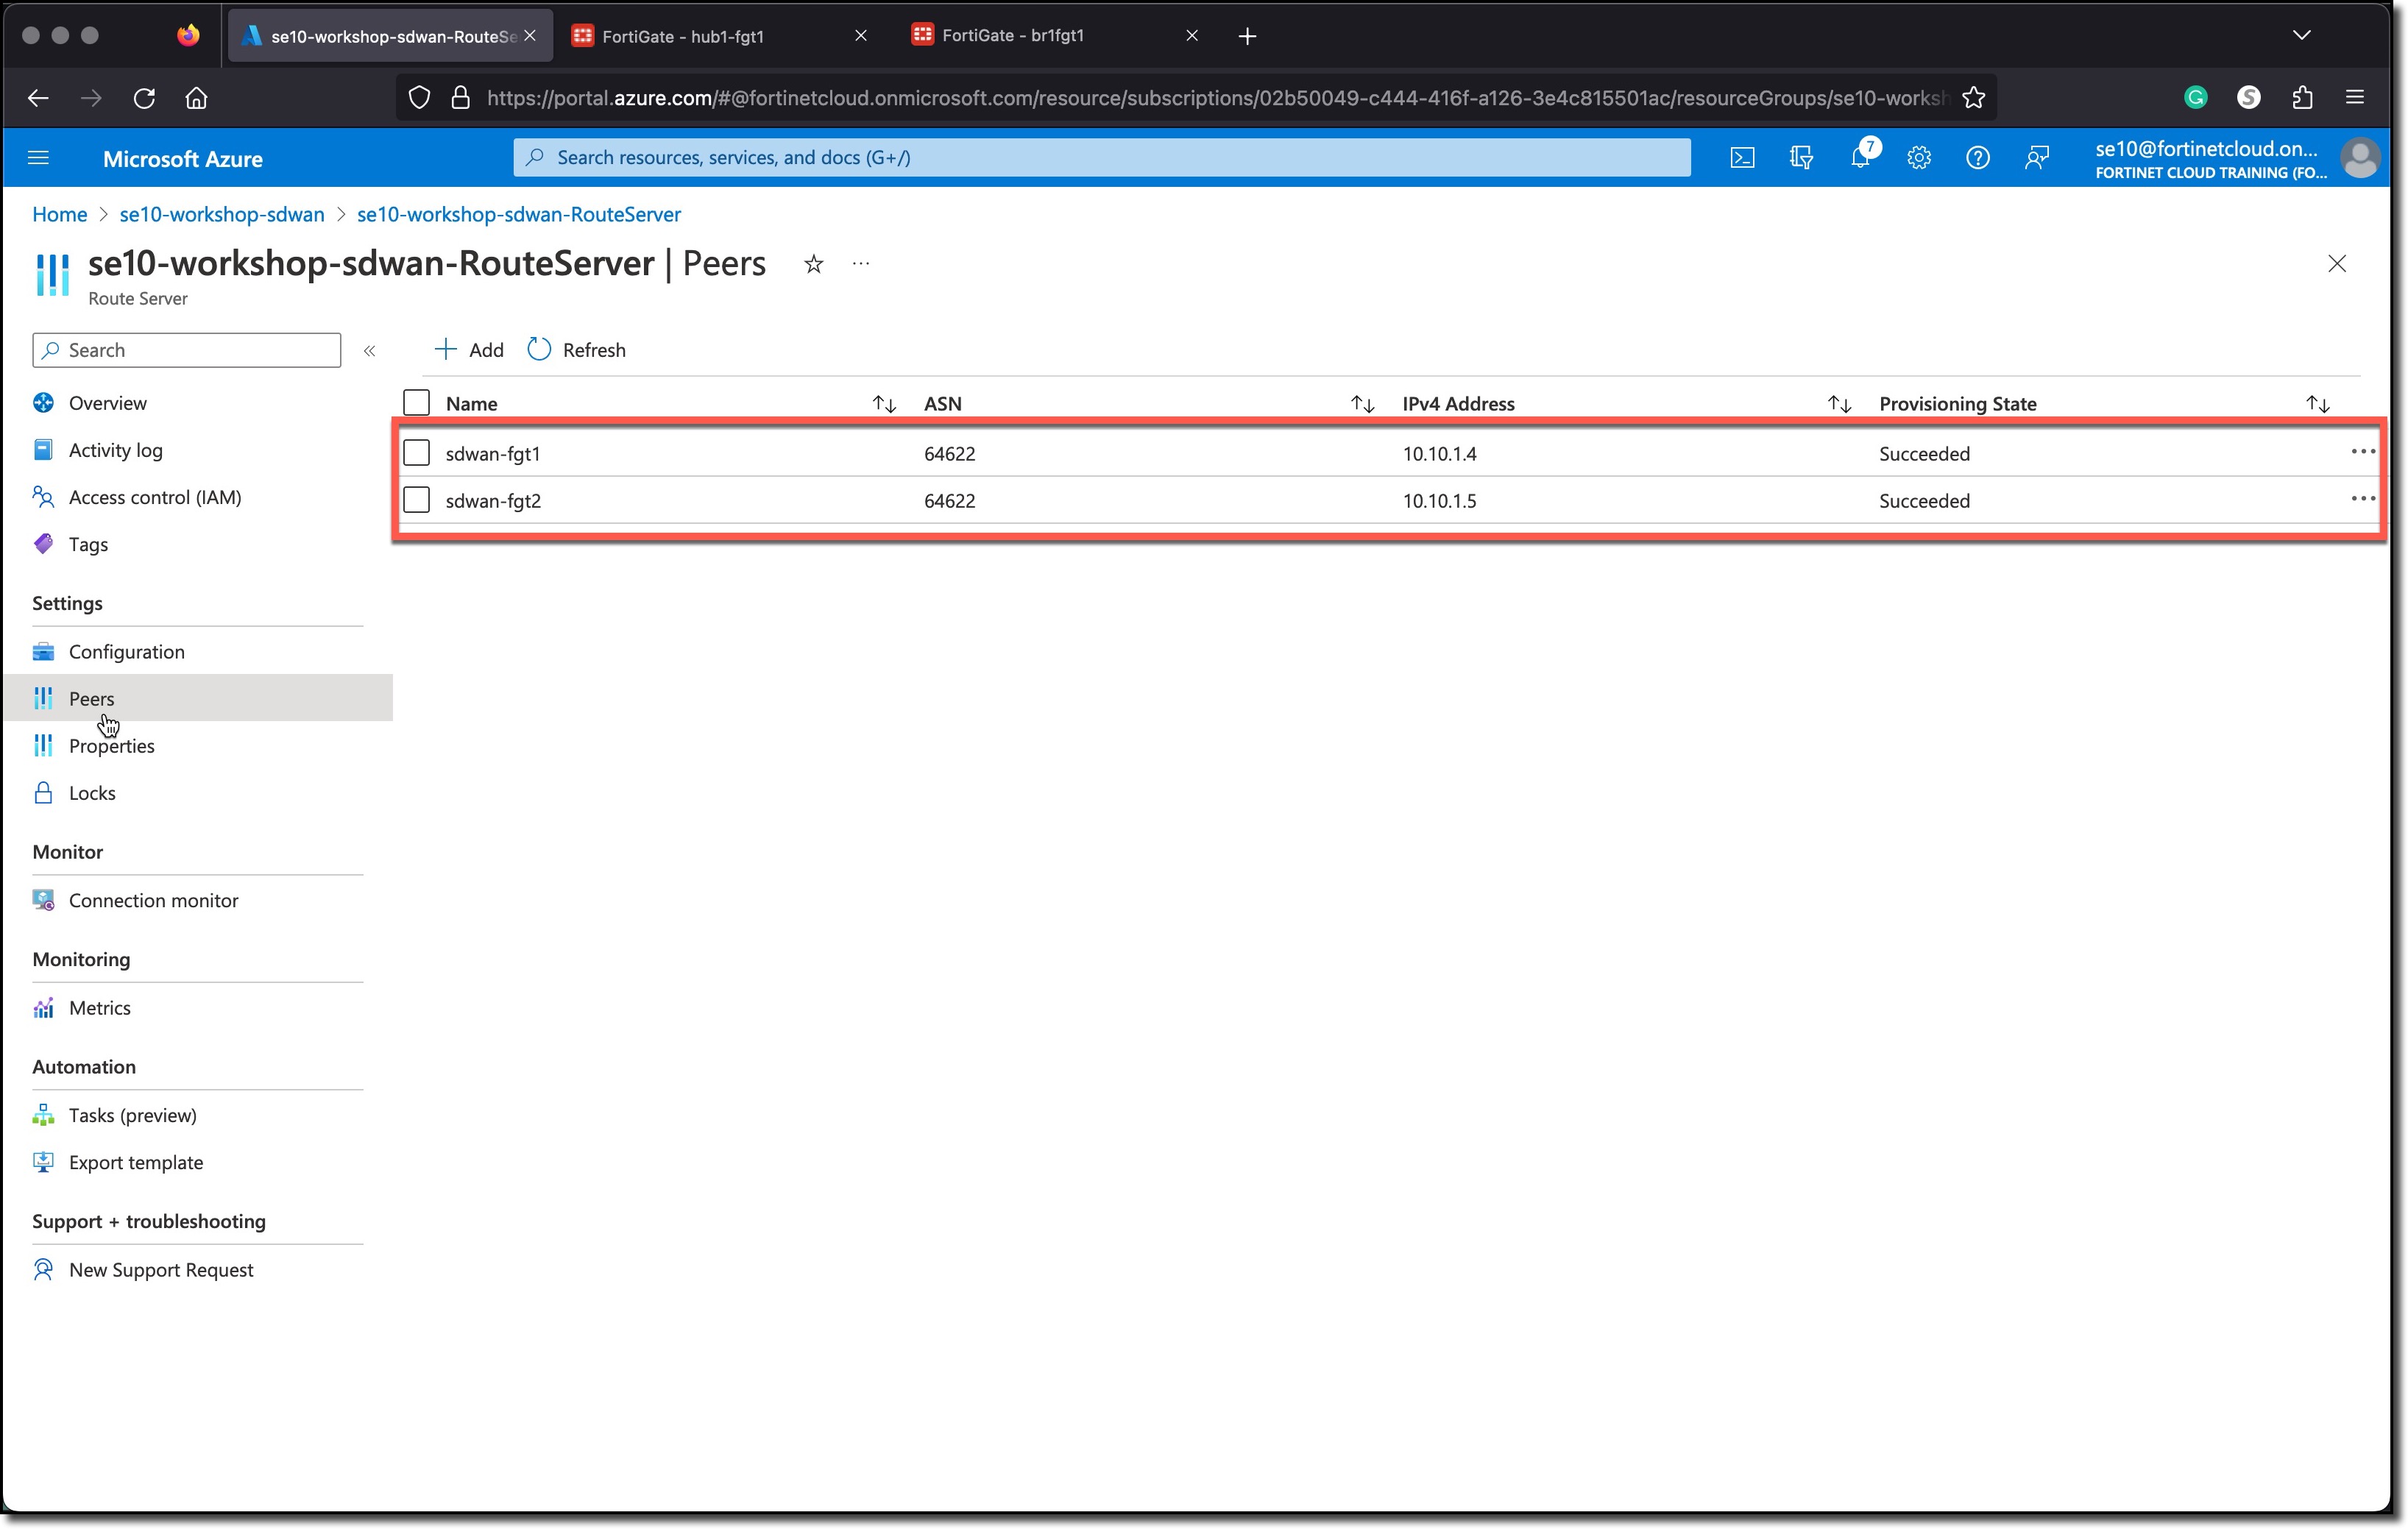 se10-workshop-sdwan-RouteSe
FortiGate - hub1-fgt1
FortiGate - br1fgt1
https://portal.azure.com/#@fortinetcloud.onmicrosoft.com/resource/subscriptions/02b50049-c444-416f-a126-3e4c815501ac/resourceGroups/se10-worksh
Microsoft Azure
Search resources, services, and docs (G+/)
7
se10@fortinetcloud.on...
FORTINET CLOUD TRAINING (FO...
Home > se10-workshop-sdwan > se10-workshop-sdwan-RouteServer
se10-workshop-sdwan-RouteServer | Peers
Route Server
Search
Add
Refresh
Name ASN IPv4 Address Provisioning State
sdwan-fgt1 64622 10.10.1.4 Succeeded
sdwan-fgt2 64622 10.10.1.5 Succeeded
Overview
Activity log
Access control (IAM)
Tags
Settings
Configuration
Peers
Properties
Locks
Monitor
Connection monitor
Monitoring
Metrics
Automation
Tasks (preview)
Export template
Support + troubleshooting
New Support Request